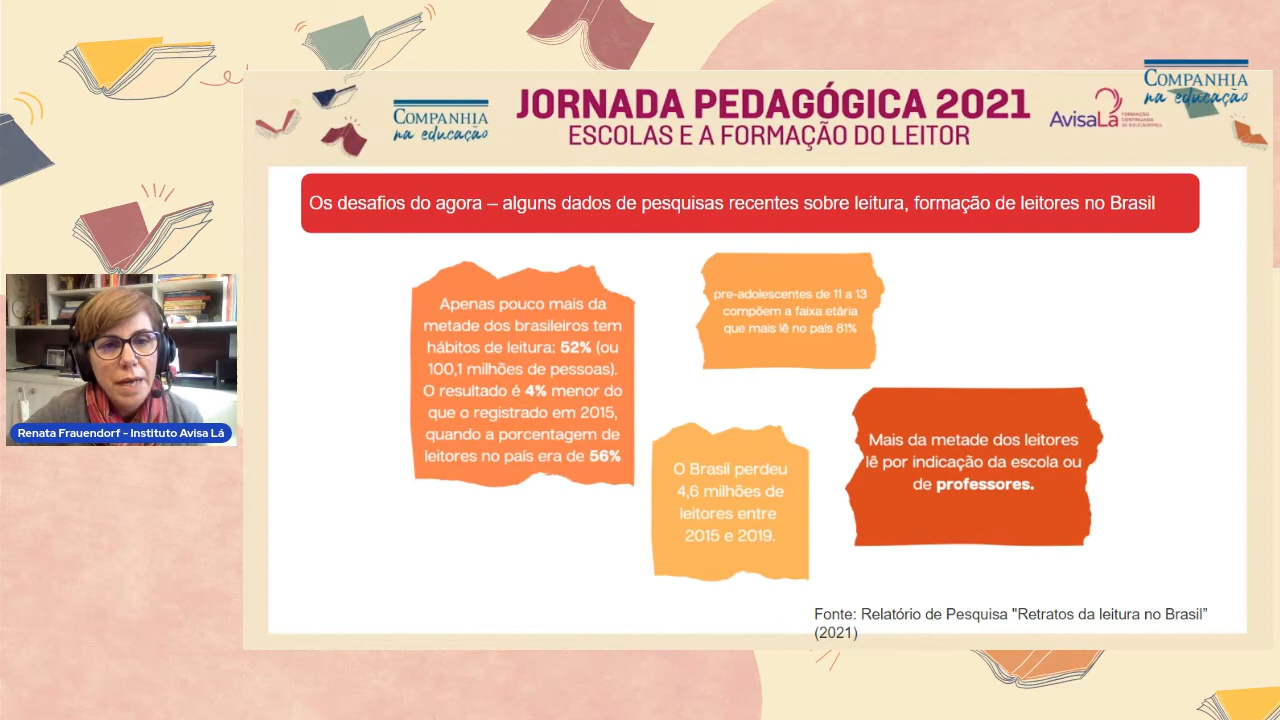 COMPANHIA
na educação
JORNADA PEDAGÓGICA 2021
ESCOLAS E A FORMAÇÃO DO LEITOR
AvisaLá
FORMAÇÃO
CONTINUADA
DE EDUCADORES
COMPANHIA
na educação
Os desafios do agora – alguns dados de pesquisas recentes sobre leitura, formação de leitores no Brasil
Apenas pouco mais da
metade dos brasileiros tem
hábitos de leitura: 52% (ou
100,1 milhões de pessoas).
O resultado é 4% menor do
que o registrado em 2015,
quando a porcentagem de
leitores no país era de 56%
pre-adolescentes de 11 a 13
compõem a faixa etária
que mais lê no país 81%
O Brasil perdeu
4,6 milhões de
leitores entre
2015 e 2019.
Mais da metade dos leitores
lê por indicação da escola ou
de professores.
Renata Frauendorf - Instituto Avisa Lá
Fonte: Relatório de Pesquisa "Retratos da leitura no Brasil”
(2021)